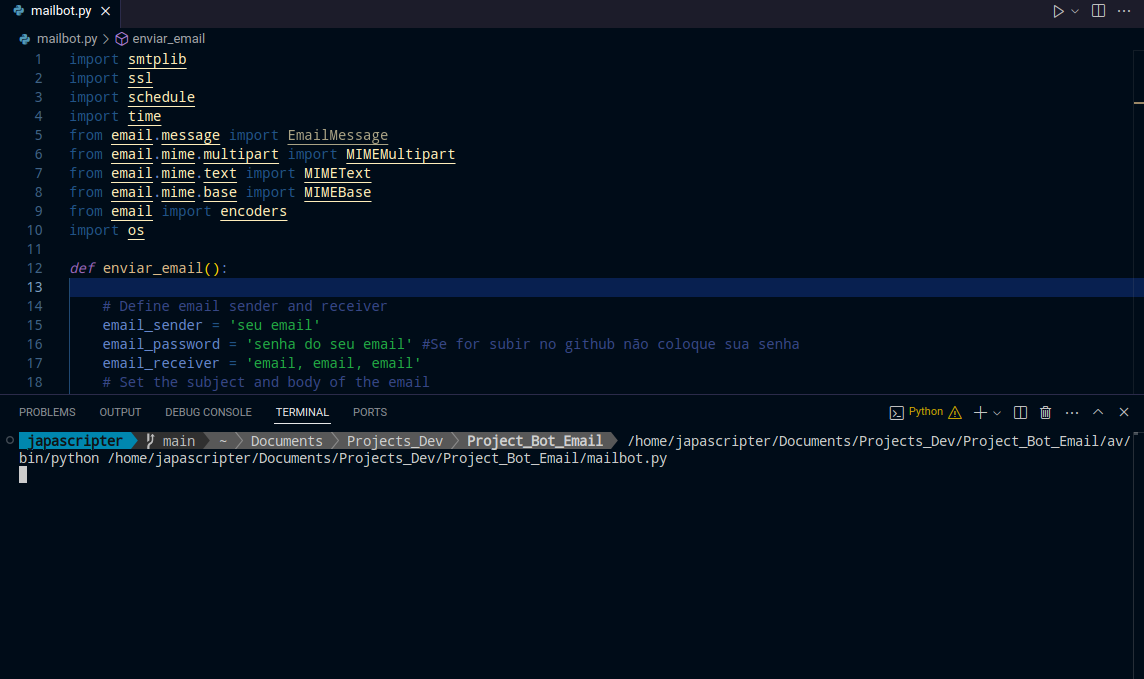 mailbot.py
mailbot.py > enviar_email
1 import smtplib
2 import ssl
3 import schedule
4 import time
5 from email.message import EmailMessage
6 from email.mime.multipart import MIMEMultipart
7 from email.mime.text import MIMEText
8 from email.mime.base import MIMEBase
9 from email import encoders
10 import os
11
12 def enviar_email():
13
14 # Define email sender and receiver
15 email_sender = 'seu email'
16 email_password = 'senha do seu email' #Se for subir no github não coloque sua senha
17 email_receiver = 'email, email, email'
18 # Set the subject and body of the email
PROBLEMS OUTPUT DEBUG CONSOLE TERMINAL PORTS Python
japascripter main ~ Documents Projects_Dev Project_Bot_Email /home/japascripter/Documents/Projects_Dev/Project_Bot_Email/av/
bin/python /home/japascripter/Documents/Projects_Dev/Project_Bot_Email/mailbot.py